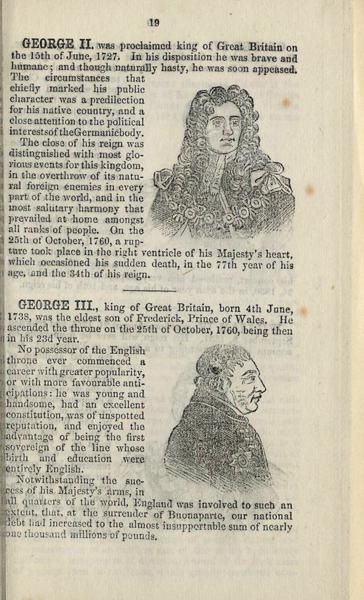 19
GEORGE II. was proclaimed king of Great Britain on
the 15th of June, 1727. In his disposition he was brave and
humane; and though naturally hasty, he was soon appeased.
The circumstances that
chiefly marked his public
character was a predilection
for his native country, and a
close attention to the political
interests of the Germanic body.
The close of his reign was
distinguished with most glo-
rious events for this kingdom,
in the overthrow of its natu-
ral foreign enemies in every
part of the world, and in the
most salutary harmony that
prevailed at home amongst
all ranks of people. On the
25th of October, 1760, a rup-
ture took place in the right ventricle of his Majesty's heart,
which occasioned his sudden death, in the 77th year of his
age, and the 34th of his reign.
GEORGE III., king of Great Britain, born 4th June,
1738, was the eldest son of Frederick, Prince of Wales. He
ascended the throne on the 25th of October, 1760, being then
in his 23d year.
No possessor of the English
throne ever commenced a
career with greater popularity,
or with more favourable anti-
cipations: he was young and
handsome, had an excellent
constitution, was of unspotted
reputation, and enjoyed the
advantage of being the first
sovereign of the line whose
birth and education were
entirely English.
Notwithstanding the suc-
cess of his Majesty's arms, in
all quarters of the world, England was involved to such an
extent, that, at the surrender of Buonaparte, our national
debt had increased to the almost insupportable sum of nearly
one thousand millions of pounds.